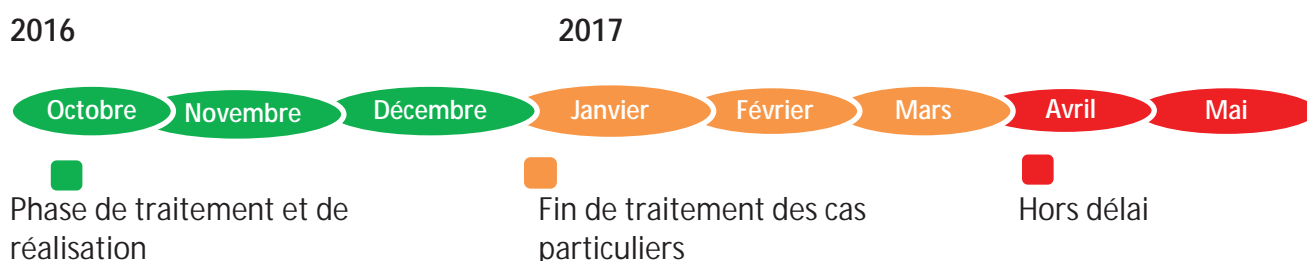 2016 2017
Octobre Novembre Décembre Janvier Février Mars Avril Mai
Phase de traitement et de
réalisation
Fin de traitement des cas
particuliers
Hors délai